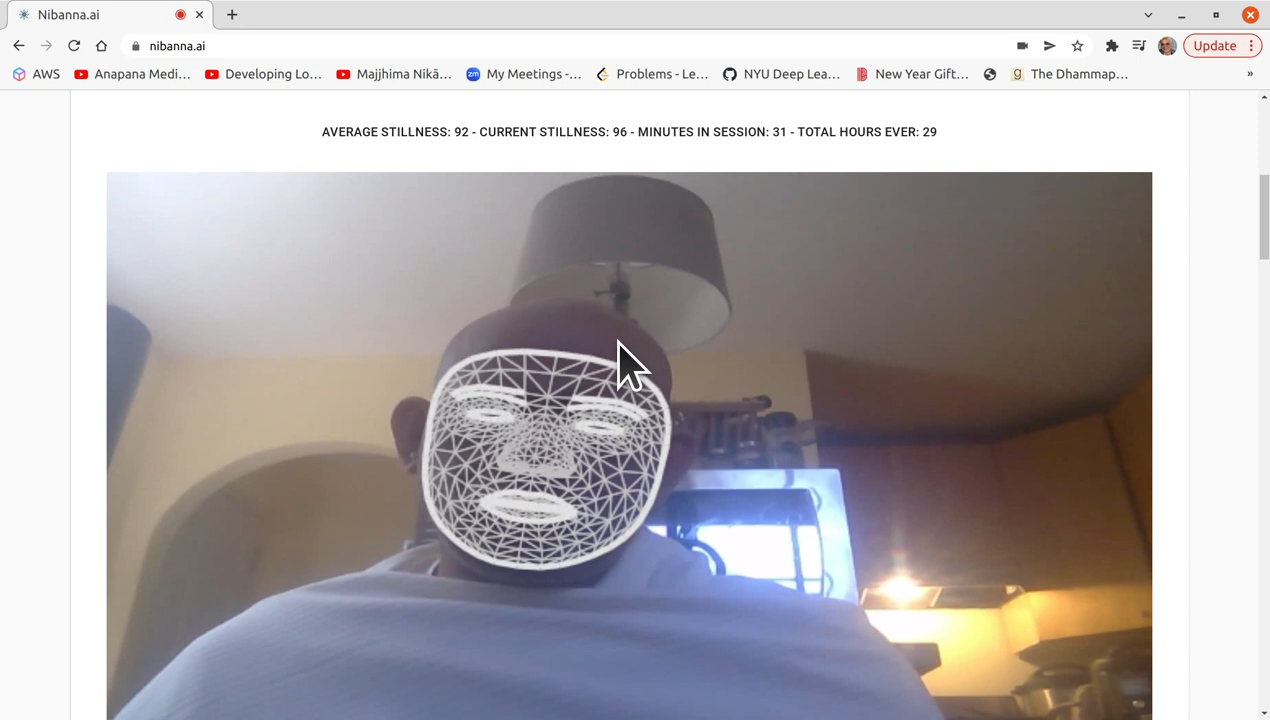 Nibanna.ai
nibanna.ai
Update
AWS
Anapana Medi...
Developing Lo...
Majjhima Nikā...
zm
My Meetings -...
Problems - Le...
NYU Deep Lea...
New Year Gift...
g
The Dhammap...
»
AVERAGE STILLNESS: 92 - CURRENT STILLNESS: 96 - MINUTES IN SESSION: 31 - TOTAL HOURS EVER: 29